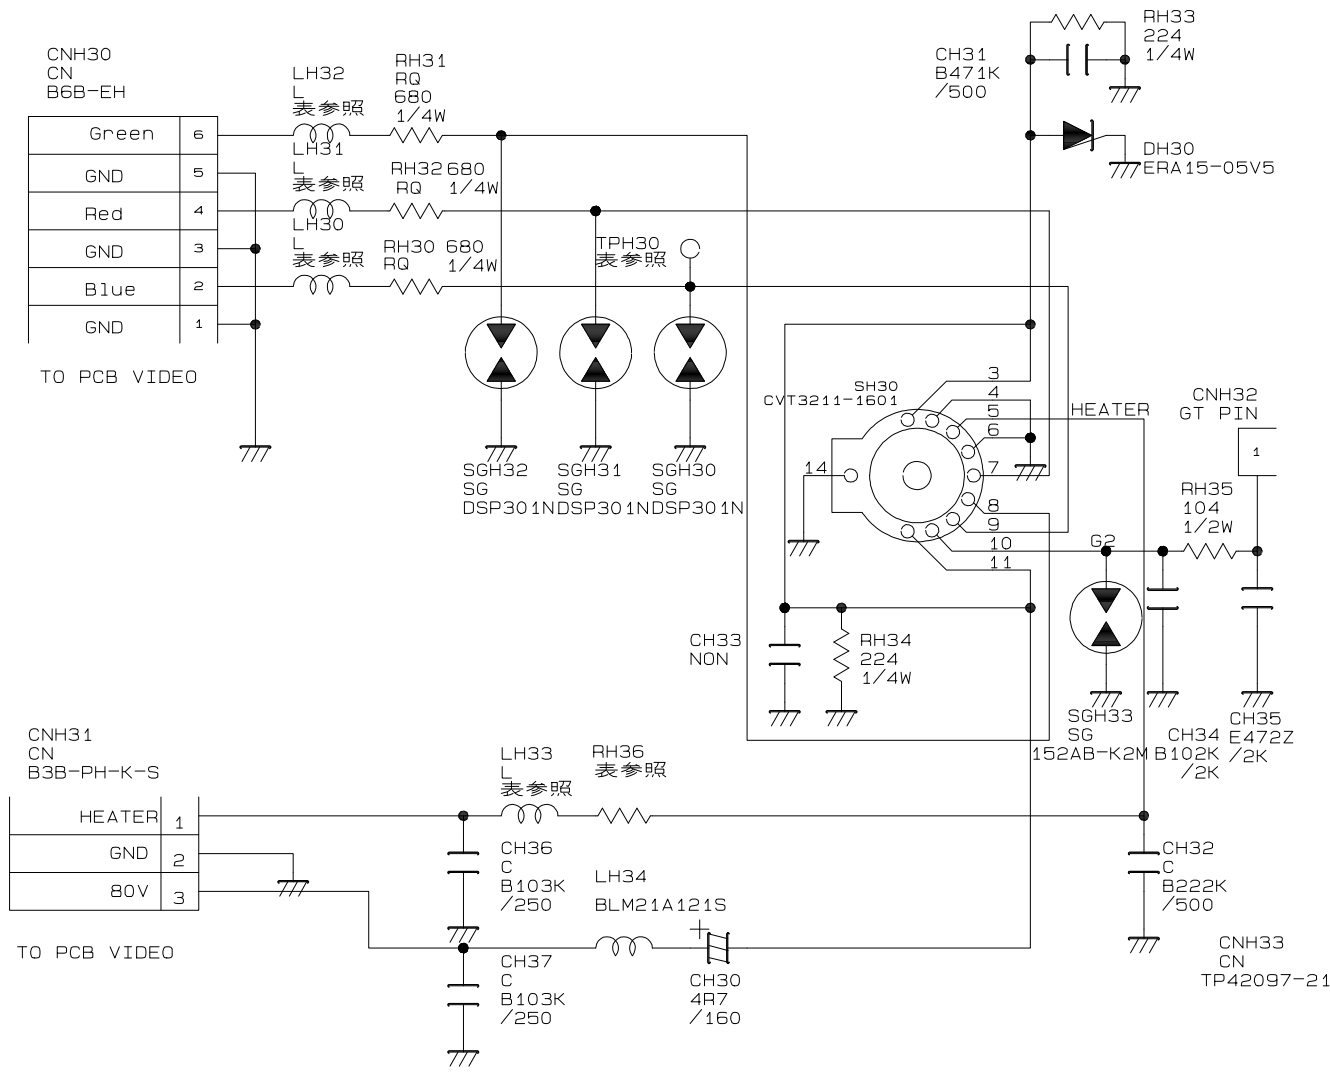 CNH30
CN
B6B-EH
Green 6
GND 5
Red 4
GND 3
Blue 2
GND 1
TO PCB VIDEO
LH32
L
表参照
RH31
RQ
680
1/4W
LH31
L
表参照
RH32 680
RQ 1/4W
LH30
L
表参照
RH30 680
RQ 1/4W
TPH30
表参照
CH31
B471K
/500
RH33
224
1/4W
DH30
ERA15-05V5
SGH32
SG
DSP301N
SGH31
SG
DSP301N
SGH30
SG
DSP301N
SH30
CVT3211-1601
3
4
5
6
7
8
9
10
11
14
HEATER
CNH32
GT PIN
1
RH35
104
1/2W
G2
CH33
NON
RH34
224
1/4W
SGH33
SG
152AB-K2M
CH34
B102K
/2K
CH35
E472Z
/2K
CNH31
CN
B3B-PH-K-S
HEATER 1
GND 2
80V 3
TO PCB VIDEO
LH33
L
表参照
RH36
表参照
CH36
C
B103K
/250
LH34
BLM21A121S
CH37
C
B103K
/250
+
CH30
4R7
/160
CH32
C
B222K
/500
CNH33
CN
TP42097-21